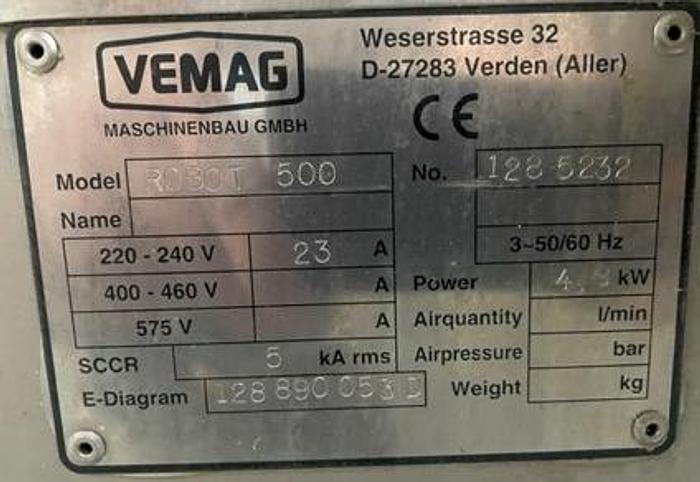 VEMAG
MASCHINENBAU GMBH
Weserstrasse 32
D-27283 Verden (Aller)
CE
Model ROBOT 500
No. 128 5232
Name
220 - 240 V 23 A
3~50/60 Hz
400 - 460 V A
Power kW
575 V A
Airquantity l/min
SCCR 5 kA rms
Airpressure bar
E-Diagram 128 890 053 D
Weight kg